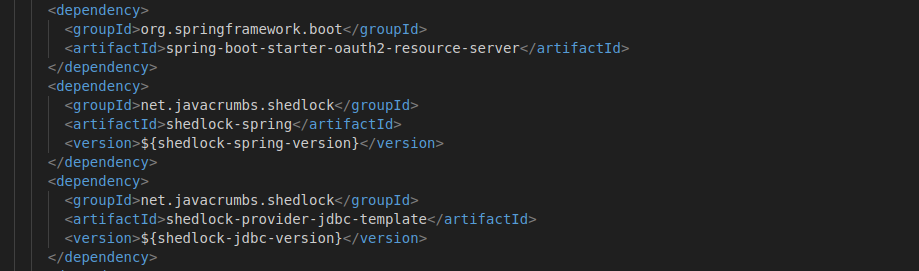 <dependency>
<groupId>org.springframework.boot</groupId>
<artifactId>spring-boot-starter-oauth2-resource-server</artifactId>
</dependency>
<dependency>
<groupId>net.javacrumbs.shedlock</groupId>
<artifactId>shedlock-spring</artifactId>
<version>${shedlock-spring-version}</version>
</dependency>
<dependency>
<groupId>net.javacrumbs.shedlock</groupId>
<artifactId>shedlock-provider-jdbc-template</artifactId>
<version>${shedlock-jdbc-version}</version>
</dependency>